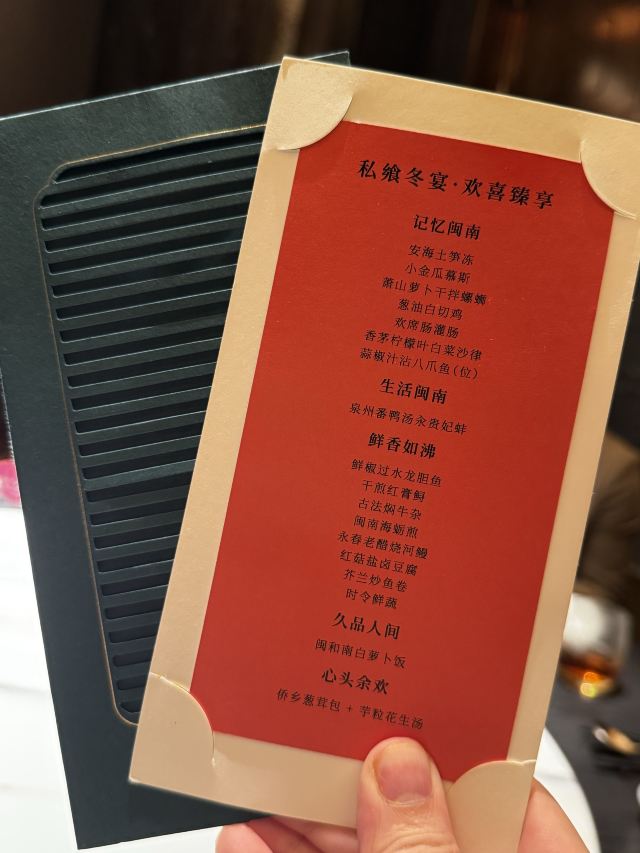 私飨冬宴·欢喜臻享
记忆闽南
安海土笋冻
小金瓜慕斯
萧山萝卜干拌螺蛳
葱油白切鸡
欢席肠灌肠
香茅柠檬叶白菜沙律
蒜椒汁沾八爪鱼(位)
生活闽南
泉州番鸭汤汆贵妃蚌
鲜香如沸
鲜椒过水龙胆鱼
干煎红膏鲟
古法焖牛杂
闽南海蛎煎
永春老醋烧河鳗
红菇盐卤豆腐
芥兰炒鱼卷
时令鲜蔬
久品人间
闽和南白萝卜饭
心头余欢
侨乡葱茸包 + 芋粒花生汤